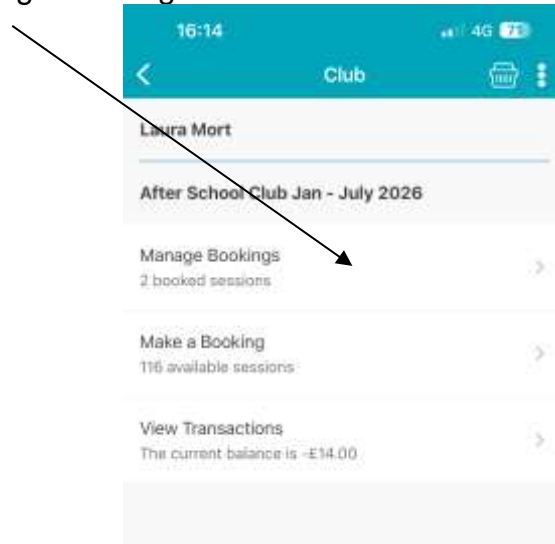 16:14
4G 71
Club
Laura Mort
After School Club Jan - July 2026
Manage Bookings
2 booked sessions
Make a Booking
116 available sessions
View Transactions
The current balance is -£14.00